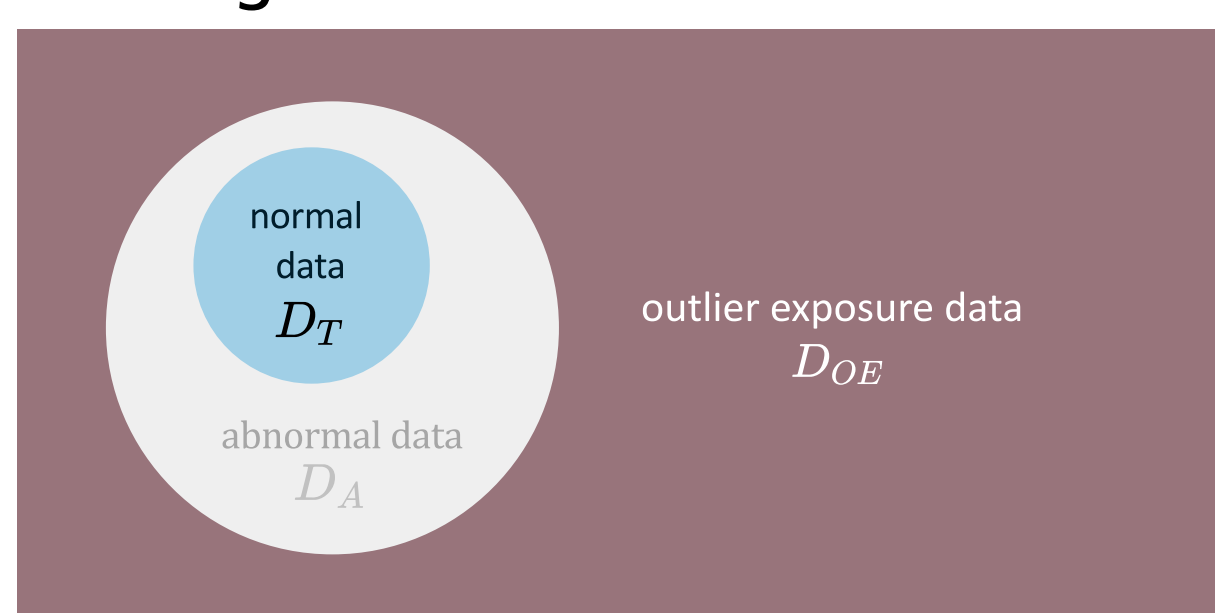 normal
data
D_T
outlier exposure data
D_OE
abnormal data
D_A